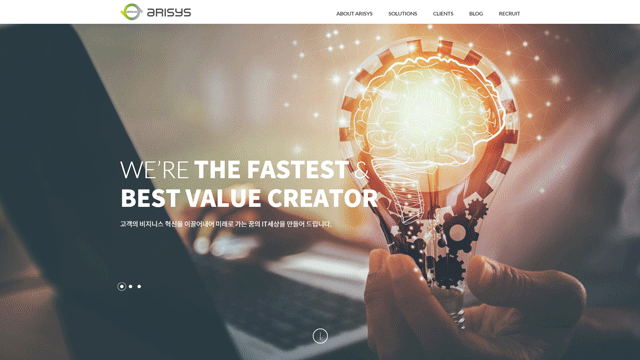 ARISYS
ABOUT ARISYS
SOLUTIONS
CLIENTS
BLOG
RECRUIT
WE'RE THE FASTEST &
BEST VALUE CREATOR
고객의 비지니스 혁신을 이끌어내어 미래로 가는 꿈의 IT세상을 만들어 드립니다.